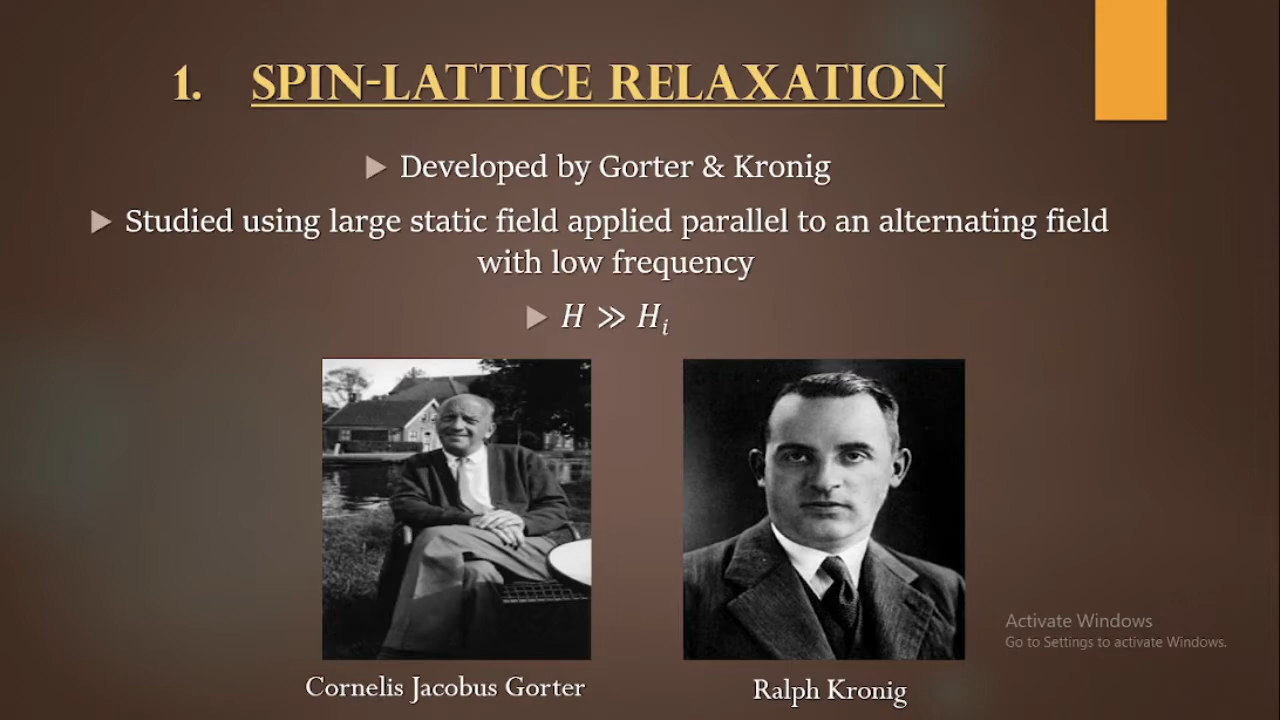 1. SPIN-LATTICE RELAXATION
▶ Developed by Gorter & Kronig
▶ Studied using large static field applied parallel to an alternating field
with low frequency
▶ H ≫ Hᵢ
Cornelis Jacobus Gorter
Ralph Kronig
Activate Windows
Go to Settings to activate Windows.